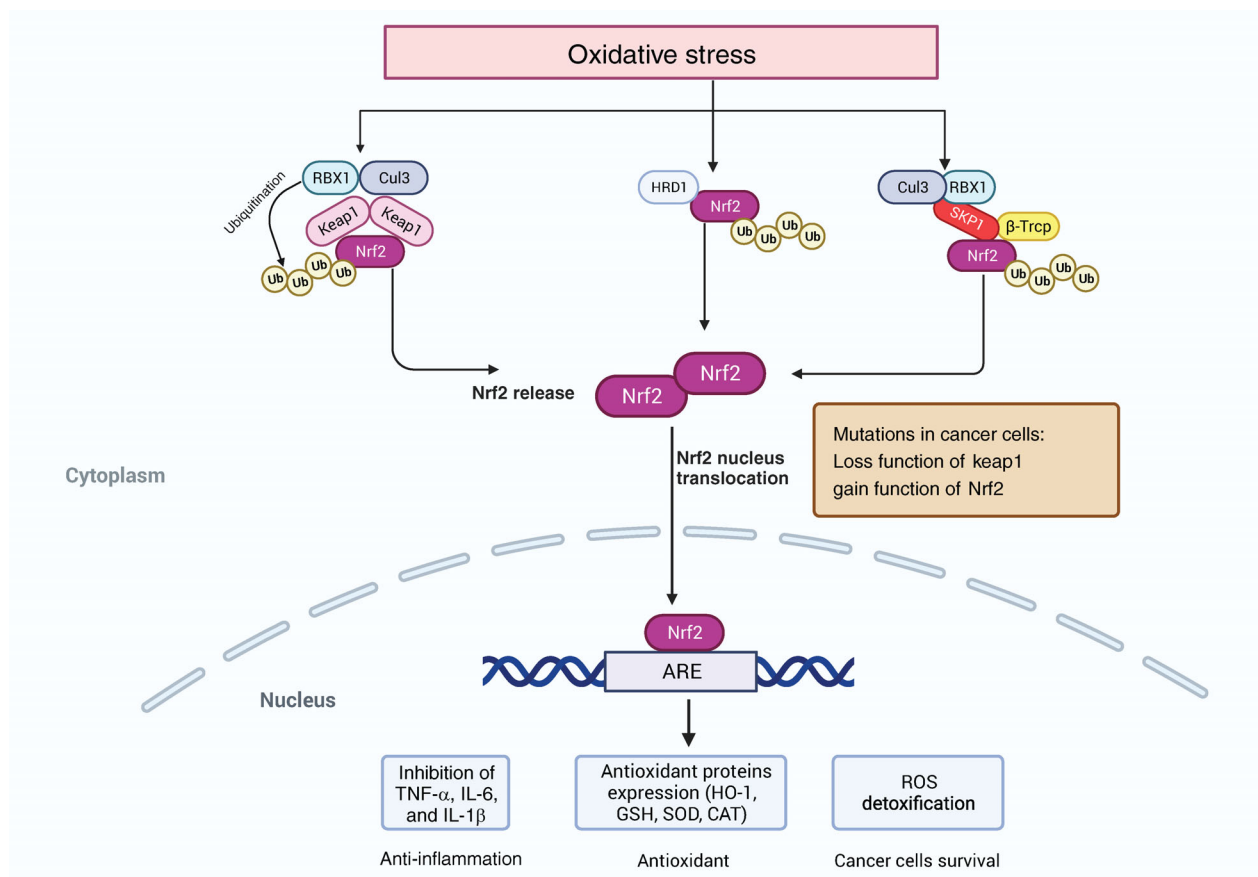 Oxidative stress
RBX1
Cul3
Ubiquitination
Keap1
Keap1
Nrf2
Ub
Ub
Ub
Ub
HRD1
Nrf2
Ub
Ub
Ub
Ub
Cul3
RBX1
SKP1
β-Trcp
Nrf2
Ub
Ub
Ub
Ub
Nrf2 release
Nrf2
Nrf2
Mutations in cancer cells:
Loss function of keap1
gain function of Nrf2
Cytoplasm
Nrf2 nucleus
translocation
Nrf2
ARE
Nucleus
Inhibition of
TNF-α, IL-6,
and IL-1β
Antioxidant proteins
expression (HO-1,
GSH, SOD, CAT)
ROS
detoxification
Anti-inflammation
Antioxidant
Cancer cells survival